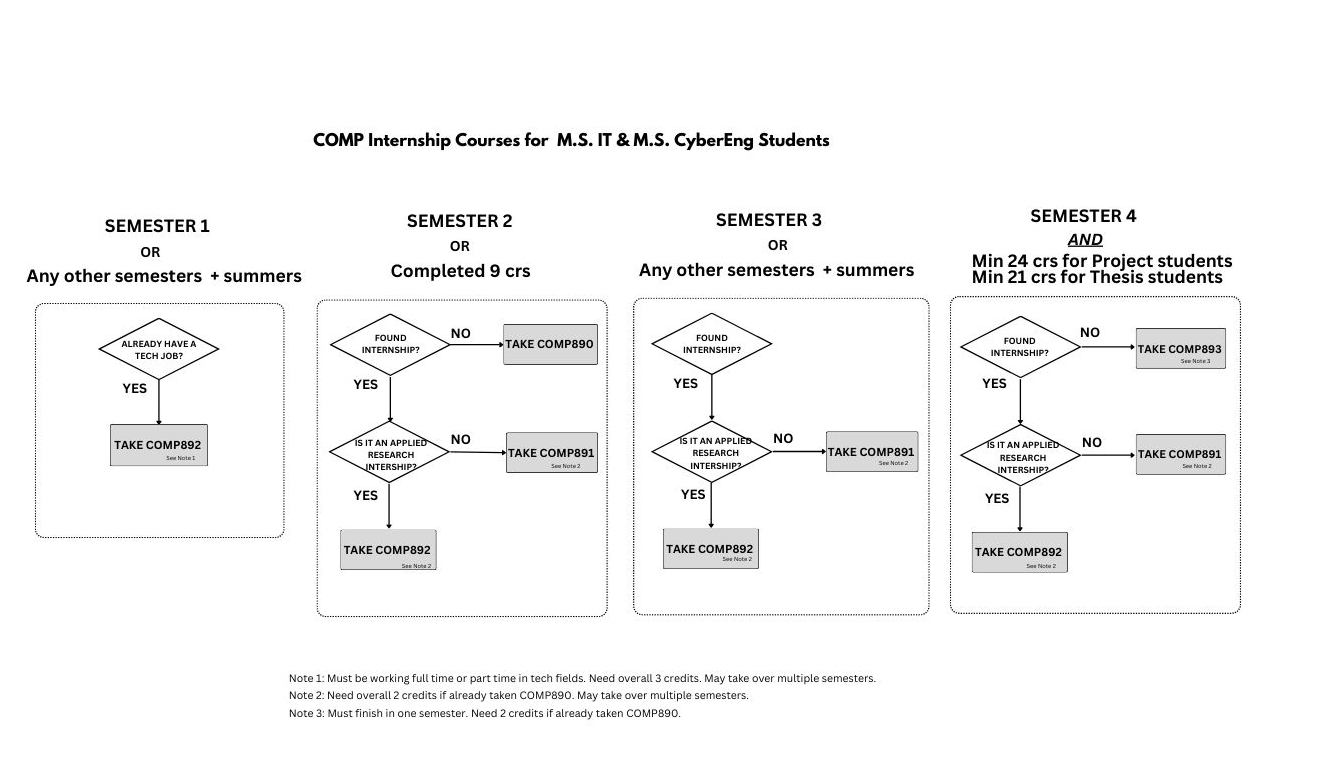 COMP Internship Courses for M.S. IT & M.S. CyberEng Students
SEMESTER 1
OR
Any other semesters + summers
ALREADY HAVE A
TECH JOB?
YES
TAKE COMP892
See Note 1
SEMESTER 2
OR
Completed 9 crs
FOUND
INTERNSHIP?
NO
TAKE COMP890
YES
IS IT AN APPLIED
RESEARCH
INTERSHIP?
NO
TAKE COMP891
See Note 2
YES
TAKE COMP892
See Note 2
SEMESTER 3
OR
Any other semesters + summers
FOUND
INTERNSHIP?
YES
IS IT AN APPLIED
RESEARCH
INTERSHIP?
NO
TAKE COMP891
See Note 2
YES
TAKE COMP892
See Note 2
SEMESTER 4
AND
Min 24 crs for Project students
Min 21 crs for Thesis students
FOUND
INTERNSHIP?
NO
TAKE COMP893
See Note 3
YES
IS IT AN APPLIED
RESEARCH
INTERSHIP?
NO
TAKE COMP891
See Note 2
YES
TAKE COMP892
See Note 2
Note 1: Must be working full time or part time in tech fields. Need overall 3 credits. May take over multiple semesters.
Note 2: Need overall 2 credits if already taken COMP890. May take over multiple semesters.
Note 3: Must finish in one semester. Need 2 credits if already taken COMP890.